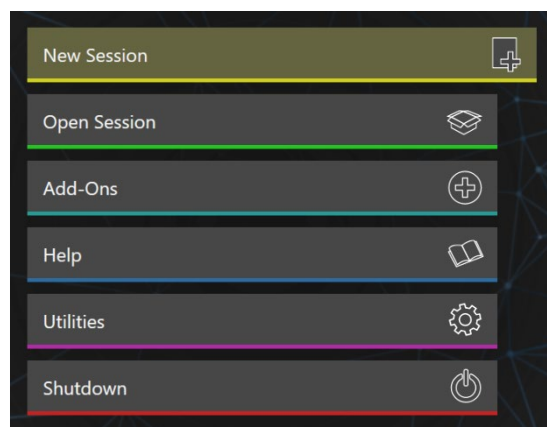 New Session
Open Session
Add-Ons
Help
Utilities
Shutdown